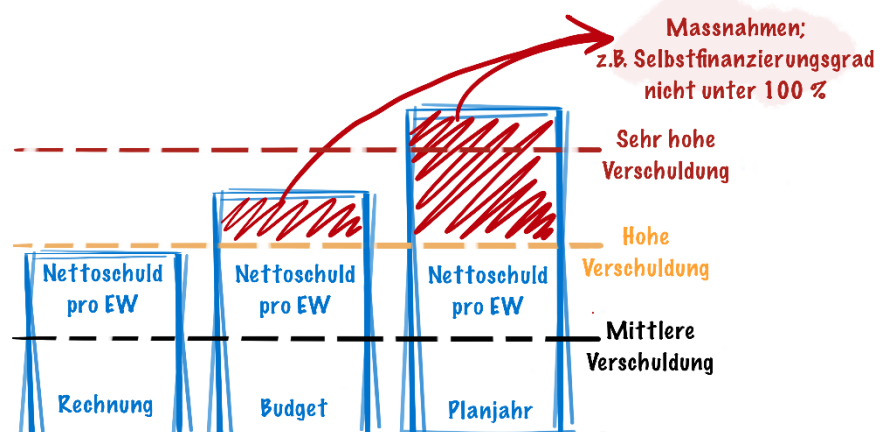 Massnahmen;
z.B. Selbstfinanzierungsgrad
nicht unter 100 %
Sehr hohe
Verschuldung
Hohe
Verschuldung
Nettoschuld
pro EW
Nettoschuld
pro EW
Nettoschuld
pro EW
Mittlere
Verschuldung
Rechnung
Budget
Planjahr